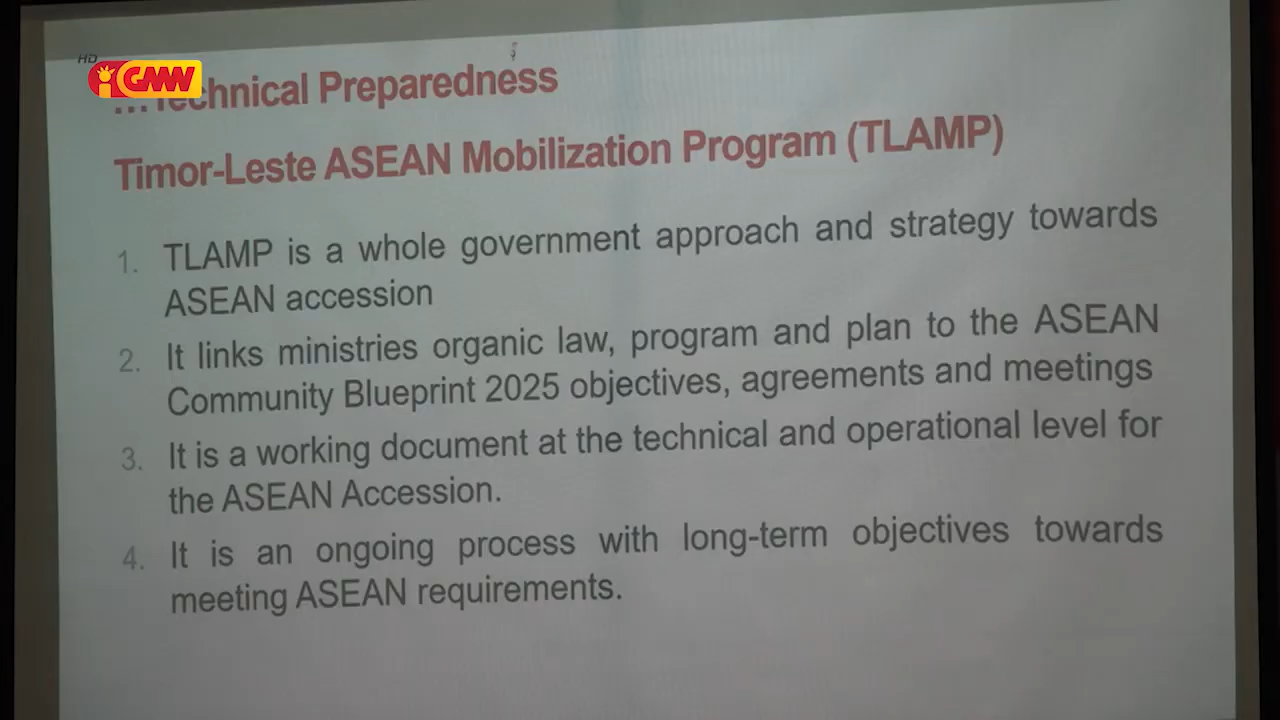 HD
GMN
...Technical Preparedness
Timor-Leste ASEAN Mobilization Program (TLAMP)
1. TLAMP is a whole government approach and strategy towards
ASEAN accession
2. It links ministries organic law, program and plan to the ASEAN
Community Blueprint 2025 objectives, agreements and meetings
3. It is a working document at the technical and operational level for
the ASEAN Accession.
4. It is an ongoing process with long-term objectives towards
meeting ASEAN requirements.